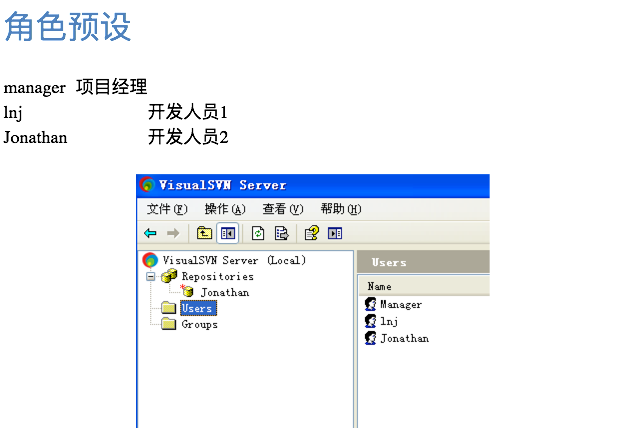 角色预设
manager 项目经理
lnj 开发人员1
Jonathan 开发人员2
VisualSVN Server
文件(F) 操作(A) 查看(V) 帮助(H)
VisualSVN Server (Local)
Repositories
Jonathan
Users
Groups
Users
Name
Manager
lnj
Jonathan